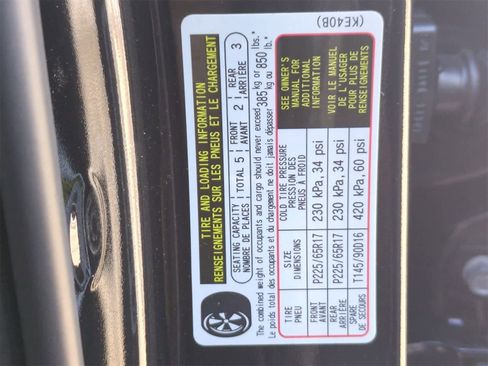 TIRE AND LOADING INFORMATION
RENSEIGNEMENTS SUR LES PNEUS ET LE CHARGEMENT
SEATING CAPACITY TOTAL 5 FRONT 2 REAR 3
NOMBRE DE PLACES AVANT ARRIÈRE
The combined weight of occupants and cargo should never exceed 385 kg or 850 lbs.*
Le poids total des occupants et du chargement ne doit jamais dépasser kg ou lb.*
TIRE SIZE COLD TIRE PRESSURE
PNEU DIMENSIONS PRESSION DES PNEUS À FROID
FRONT P225/65R17 230 kPa, 34 psi
AVANT
REAR P225/65R17 230 kPa, 34 psi
ARRIÈRE
SPARE T145/90D16 420 kPa, 60 psi
DE SECOURS
SEE OWNER'S
MANUAL FOR
ADDITIONAL
INFORMATION
VOIR LE MANUEL
DE L'USAGER
POUR PLUS DE
RENSEIGNEMENTS
(KE40B)